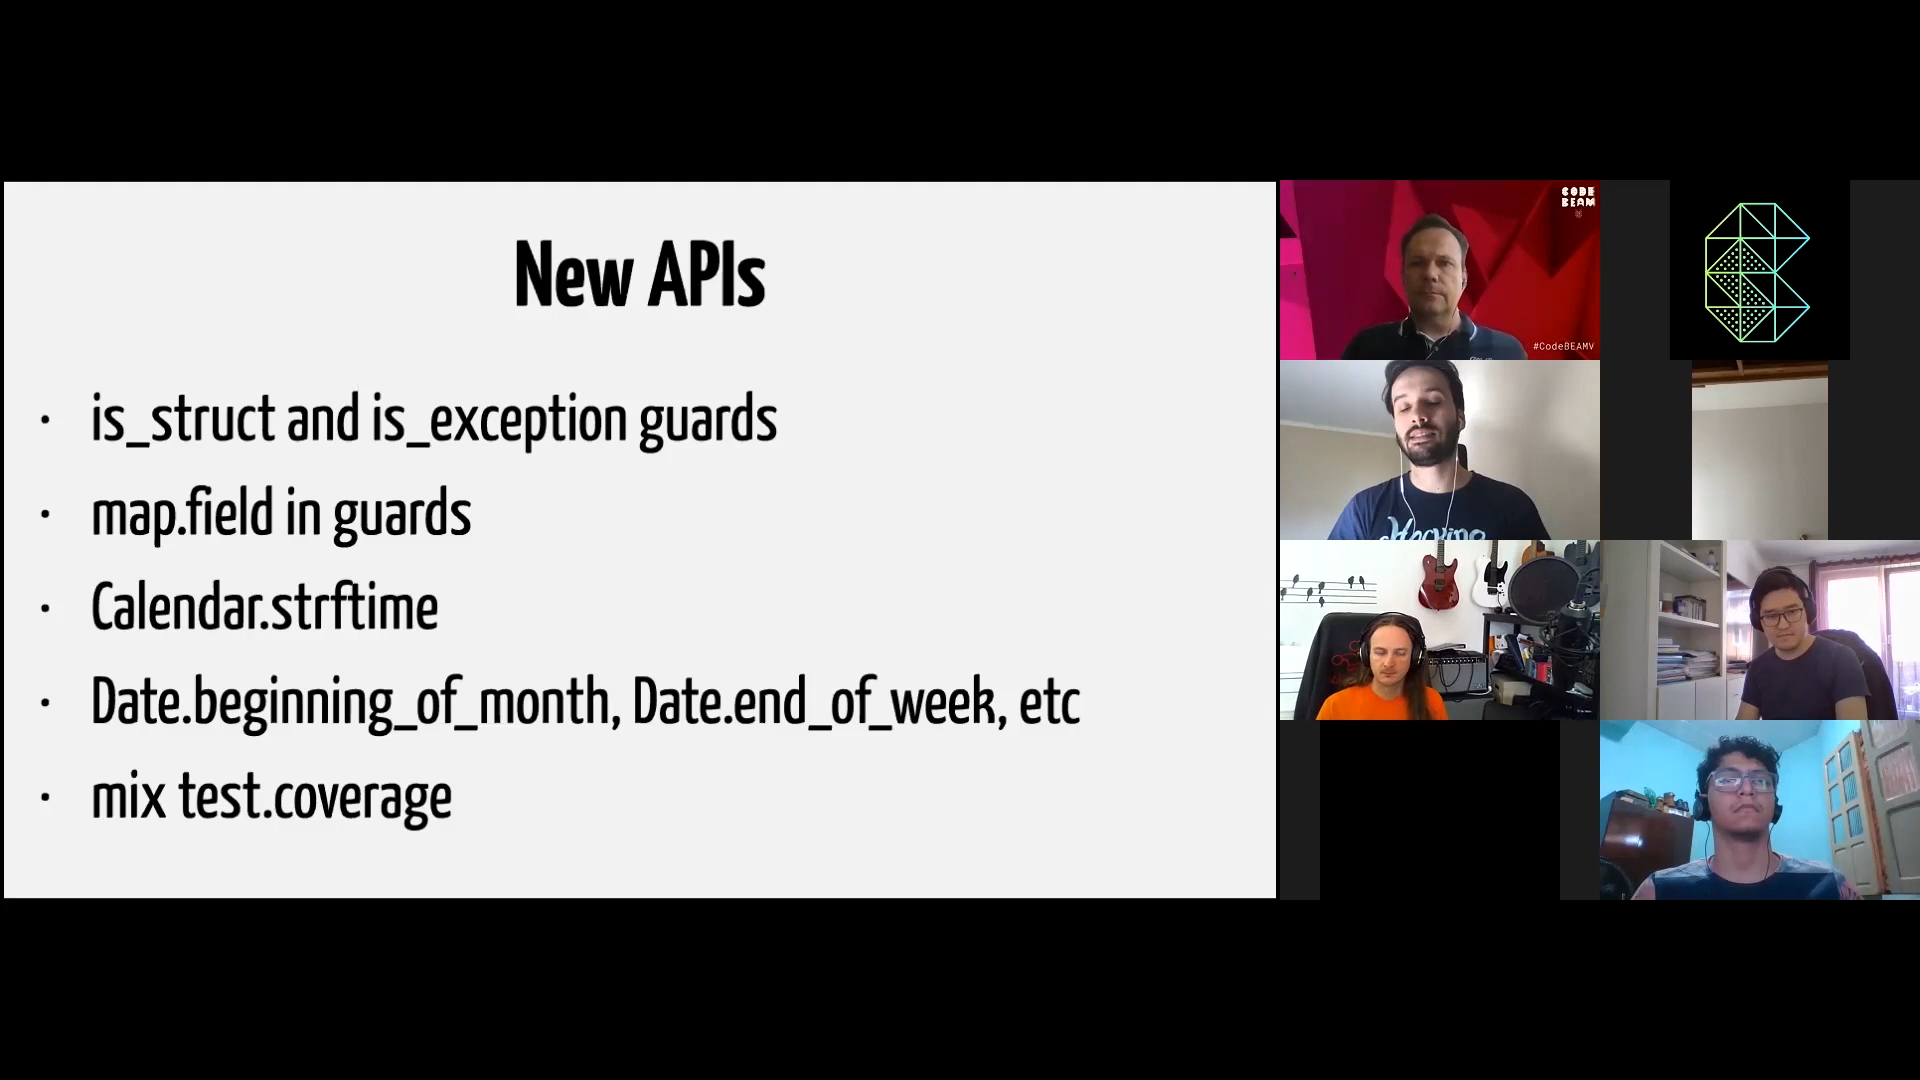 New APIs
· is_struct and is_exception guards
· map.field in guards
· Calendar.strftime
· Date.beginning_of_month, Date.end_of_week, etc
· mix test.coverage
CODE
BEAM
#CodeBEAMV
Hacking